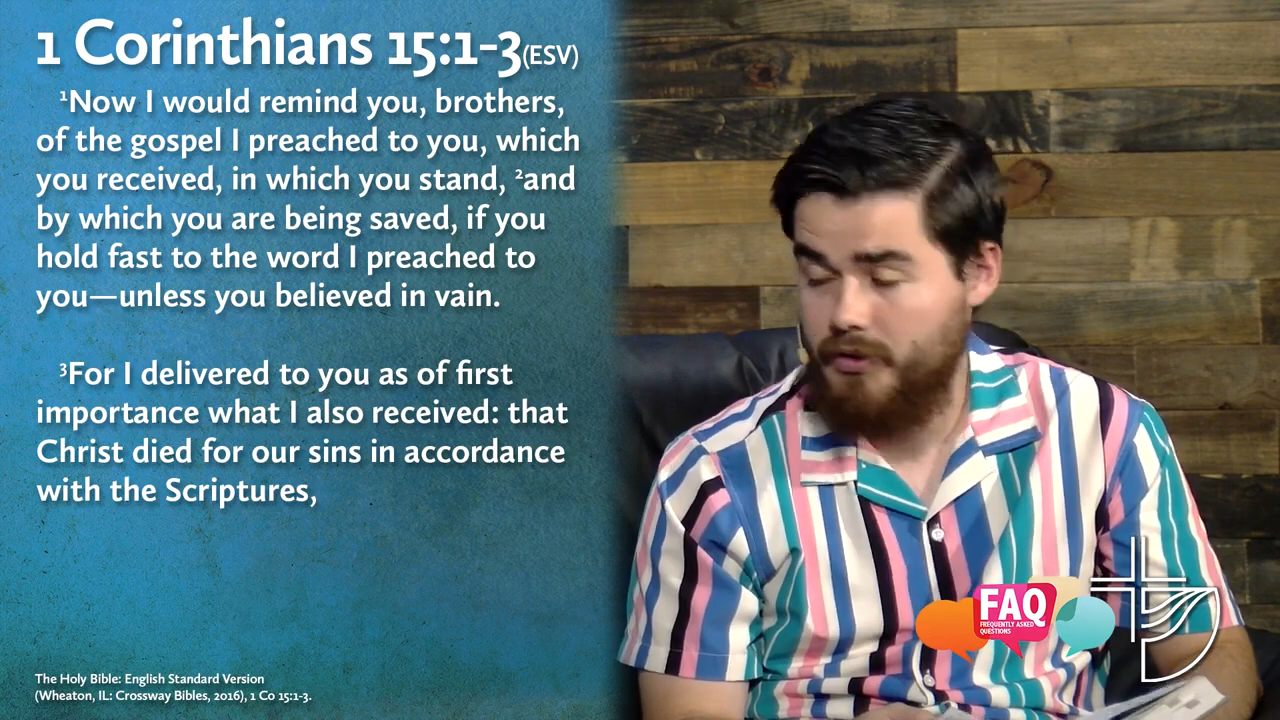 1 Corinthians 15:1-3(ESV)
¹Now I would remind you, brothers,
of the gospel I preached to you, which
you received, in which you stand, ²and
by which you are being saved, if you
hold fast to the word I preached to
you—unless you believed in vain.
³For I delivered to you as of first
importance what I also received: that
Christ died for our sins in accordance
with the Scriptures,
The Holy Bible: English Standard Version
(Wheaton, IL: Crossway Bibles, 2016), 1 Co 15:1-3.
FAQ
FREQUENTLY ASKED
QUESTIONS